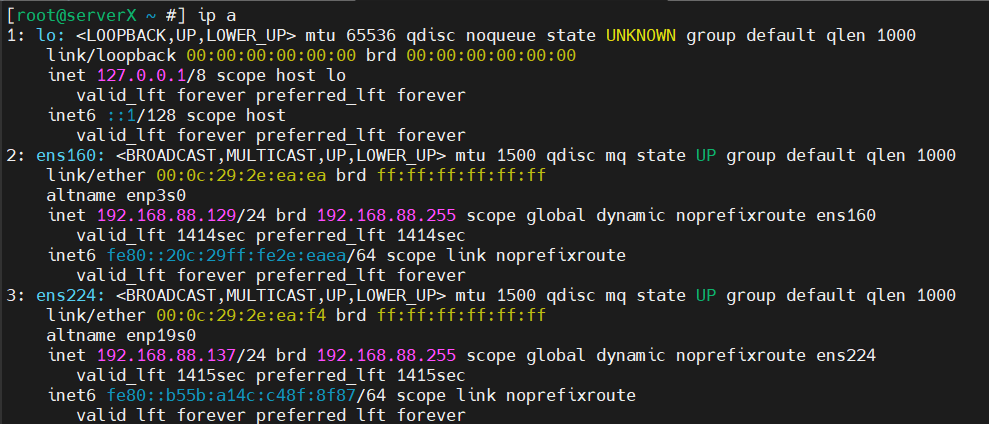 [root@serverX ~ #] ip a
1: lo: <LOOPBACK,UP,LOWER_UP> mtu 65536 qdisc noqueue state UNKNOWN group default qlen 1000
    link/loopback 00:00:00:00:00:00 brd 00:00:00:00:00:00
    inet 127.0.0.1/8 scope host lo
       valid_lft forever preferred_lft forever
    inet6 ::1/128 scope host
       valid_lft forever preferred_lft forever
2: ens160: <BROADCAST,MULTICAST,UP,LOWER_UP> mtu 1500 qdisc mq state UP group default qlen 1000
    link/ether 00:0c:29:2e:ea:ea brd ff:ff:ff:ff:ff:ff
    altname enp3s0
    inet 192.168.88.129/24 brd 192.168.88.255 scope global dynamic noprefixroute ens160
       valid_lft 1414sec preferred_lft 1414sec
    inet6 fe80::20c:29ff:fe2e:eaea/64 scope link noprefixroute
       valid_lft forever preferred_lft forever
3: ens224: <BROADCAST,MULTICAST,UP,LOWER_UP> mtu 1500 qdisc mq state UP group default qlen 1000
    link/ether 00:0c:29:2e:ea:f4 brd ff:ff:ff:ff:ff:ff
    altname enp19s0
    inet 192.168.88.137/24 brd 192.168.88.255 scope global dynamic noprefixroute ens224
       valid_lft 1415sec preferred_lft 1415sec
    inet6 fe80::b55b:a14c:c48f:8f87/64 scope link noprefixroute
       valid_lft forever preferred_lft forever